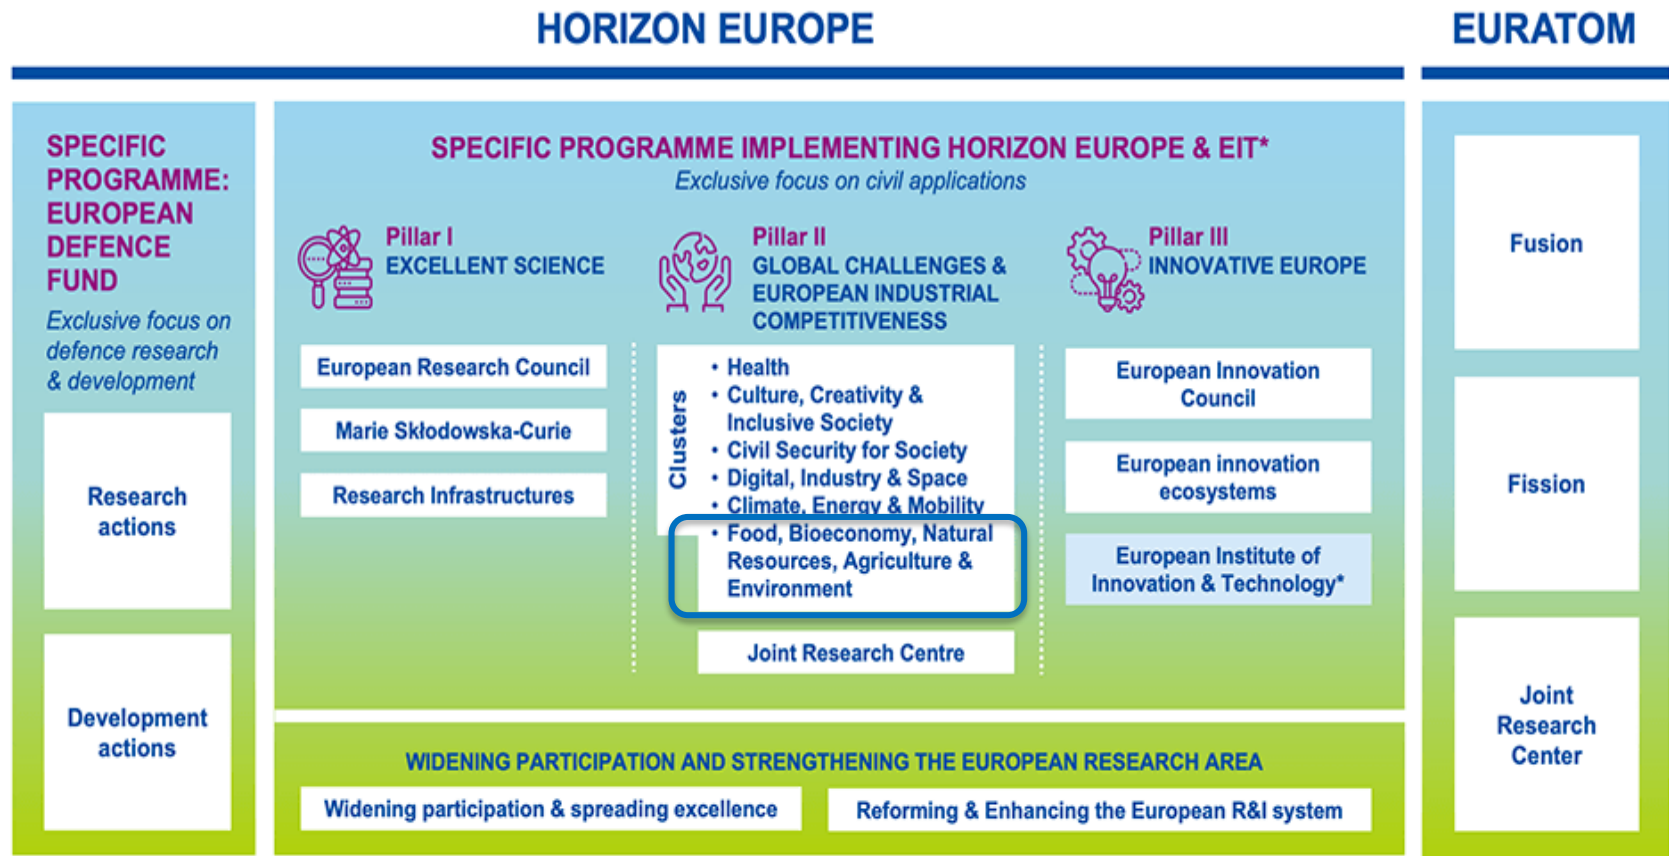 HORIZON EUROPE
EURATOM
SPECIFIC
PROGRAMME:
EUROPEAN
DEFENCE
FUND
Exclusive focus on
defence research
& development
Research
actions
Development
actions
SPECIFIC PROGRAMME IMPLEMENTING HORIZON EUROPE & EIT*
Exclusive focus on civil applications
Pillar I
EXCELLENT SCIENCE
European Research Council
Marie Skłodowska-Curie
Research Infrastructures
Pillar II
GLOBAL CHALLENGES &
EUROPEAN INDUSTRIAL
COMPETITIVENESS
Clusters
• Health
• Culture, Creativity &
Inclusive Society
• Civil Security for Society
• Digital, Industry & Space
• Climate, Energy & Mobility
• Food, Bioeconomy, Natural
Resources, Agriculture &
Environment
Joint Research Centre
Pillar III
INNOVATIVE EUROPE
European Innovation
Council
European innovation
ecosystems
European Institute of
Innovation & Technology*
WIDENING PARTICIPATION AND STRENGTHENING THE EUROPEAN RESEARCH AREA
Widening participation & spreading excellence
Reforming & Enhancing the European R&I system
Fusion
Fission
Joint
Research
Center